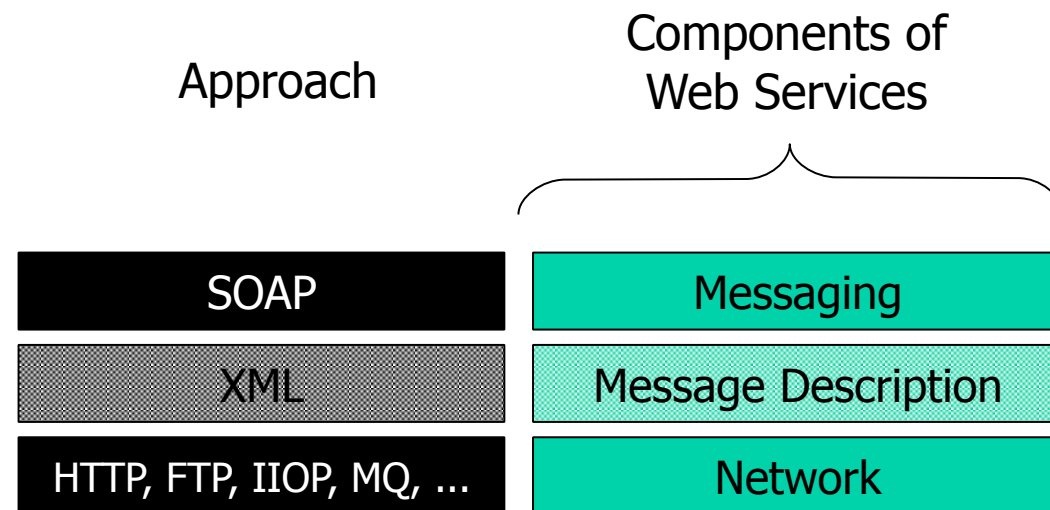 Approach
Components of
Web Services
SOAP
Messaging
XML
Message Description
HTTP, FTP, IIOP, MQ, ...
Network